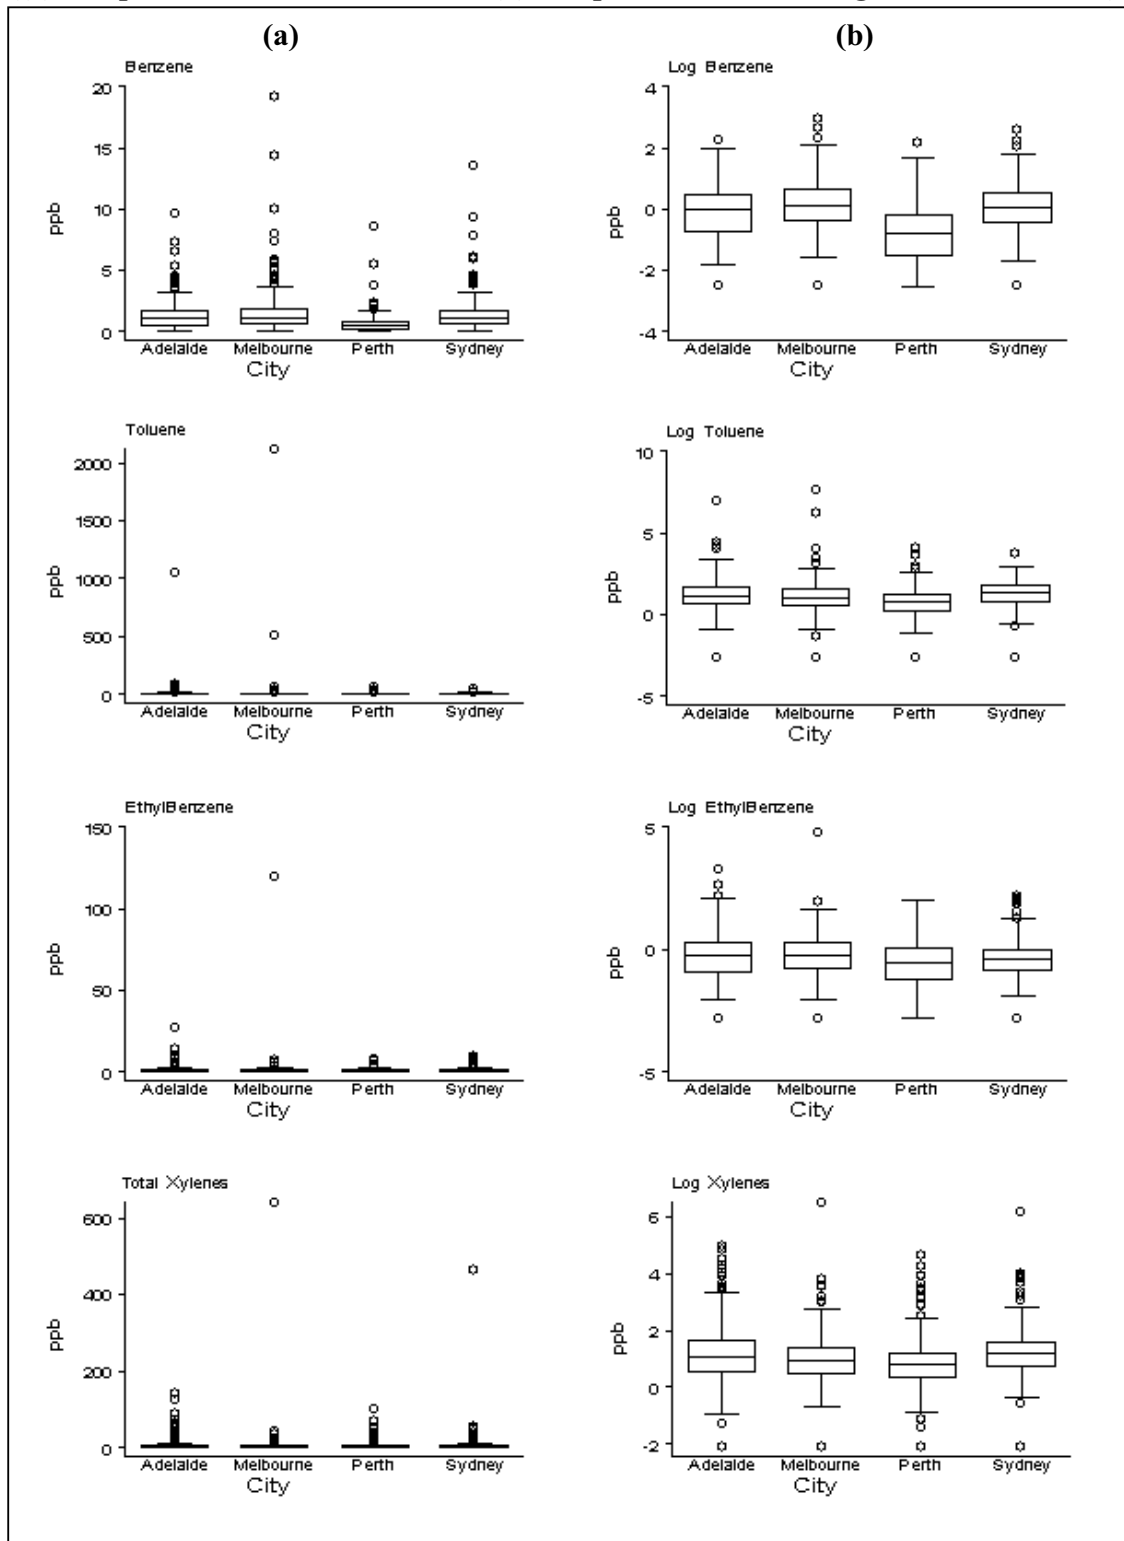 (a)
(b)
Benzene
20
15
10
5
0
ppb
Adelaide Melbourne Perth Sydney
City
Log Benzene
4
2
0
-2
-4
ppb
Adelaide Melbourne Perth Sydney
City
Toluene
2000
1500
1000
500
0
ppb
Adelaide Melbourne Perth Sydney
City
Log Toluene
10
5
0
-5
ppb
Adelaide Melbourne Perth Sydney
City
EthylBenzene
150
100
50
0
ppb
Adelaide Melbourne Perth Sydney
City
Log EthylBenzene
5
0
-5
ppb
Adelaide Melbourne Perth Sydney
City
Total Xylenes
600
400
200
0
ppb
Adelaide Melbourne Perth Sydney
City
Log Xylenes
6
4
2
0
-2
ppb
Adelaide Melbourne Perth Sydney
City